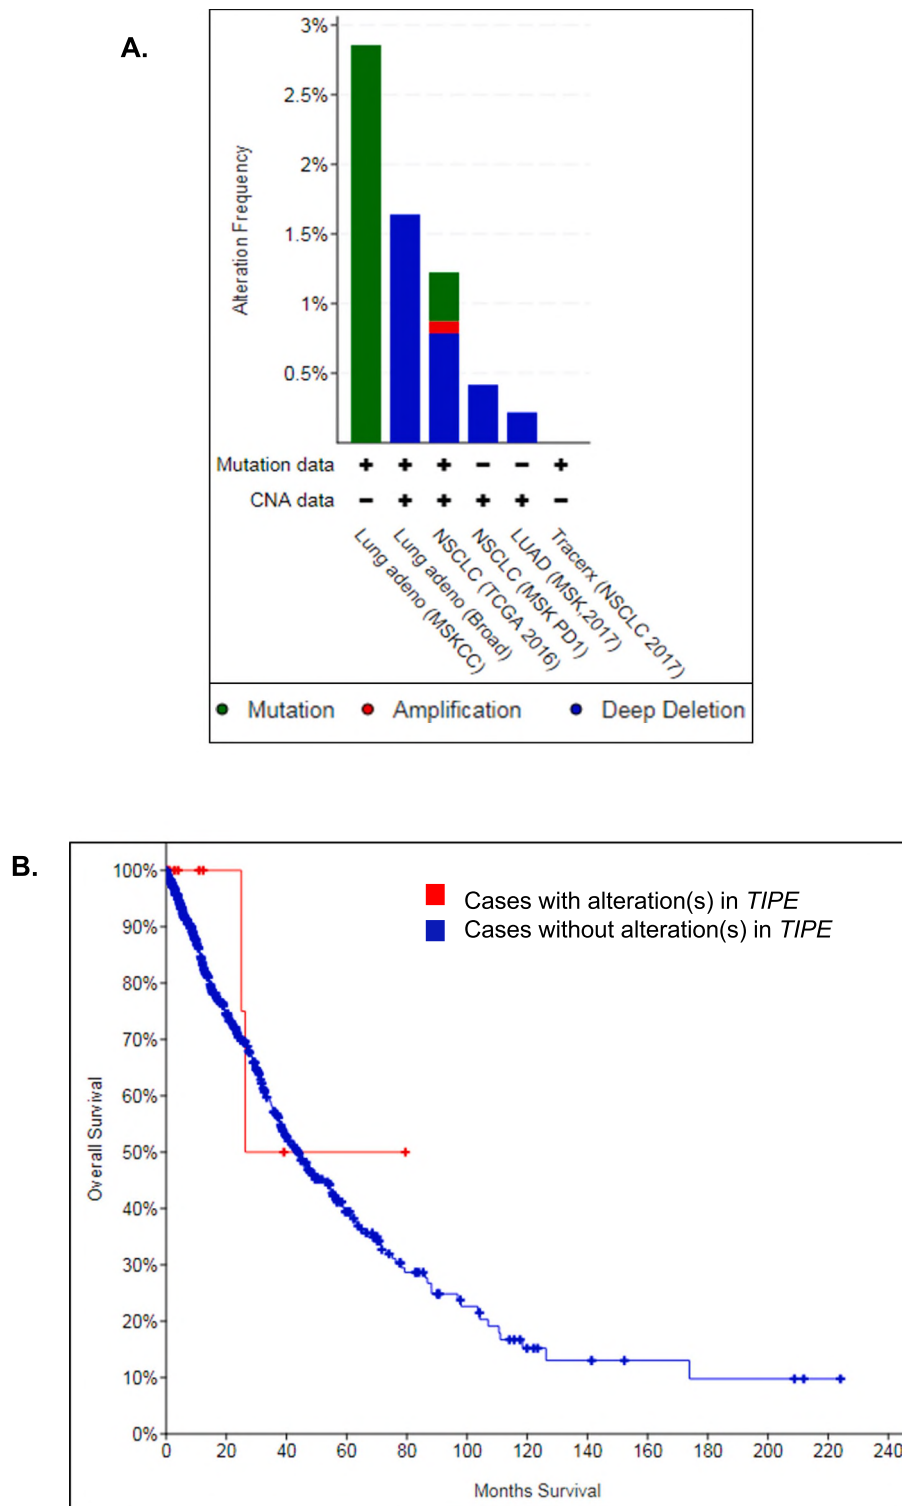 A.
3%
2.5%
2%
1.5%
1%
0.5%
Alteration Frequency
Mutation data + + + − − +
CNA data − + + + + −
Lung adeno (MSKCC)
Lung adeno (Broad)
NSCLC (TCGA 2016)
NSCLC (MSK PD1)
LUAD (MSK,2017)
Tracerx (NSCLC 2017)
Mutation Amplification Deep Deletion
B.
Cases with alteration(s) in TIPE
Cases without alteration(s) in TIPE
100%
90%
80%
70%
60%
50%
40%
30%
20%
10%
0%
Overall Survival
0 20 40 60 80 100 120 140 160 180 200 220 240
Months Survival